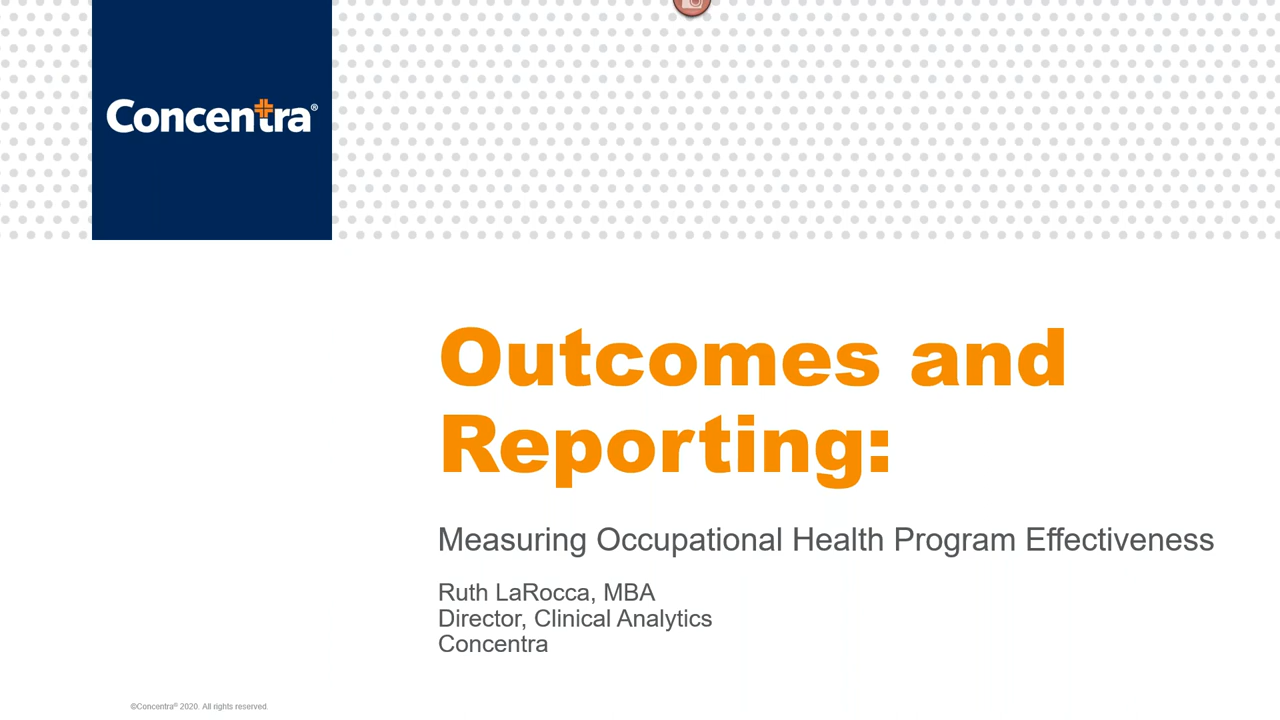 Concentra®
Outcomes and
Reporting:
Measuring Occupational Health Program Effectiveness
Ruth LaRocca, MBA
Director, Clinical Analytics
Concentra
©Concentra® 2020. All rights reserved.